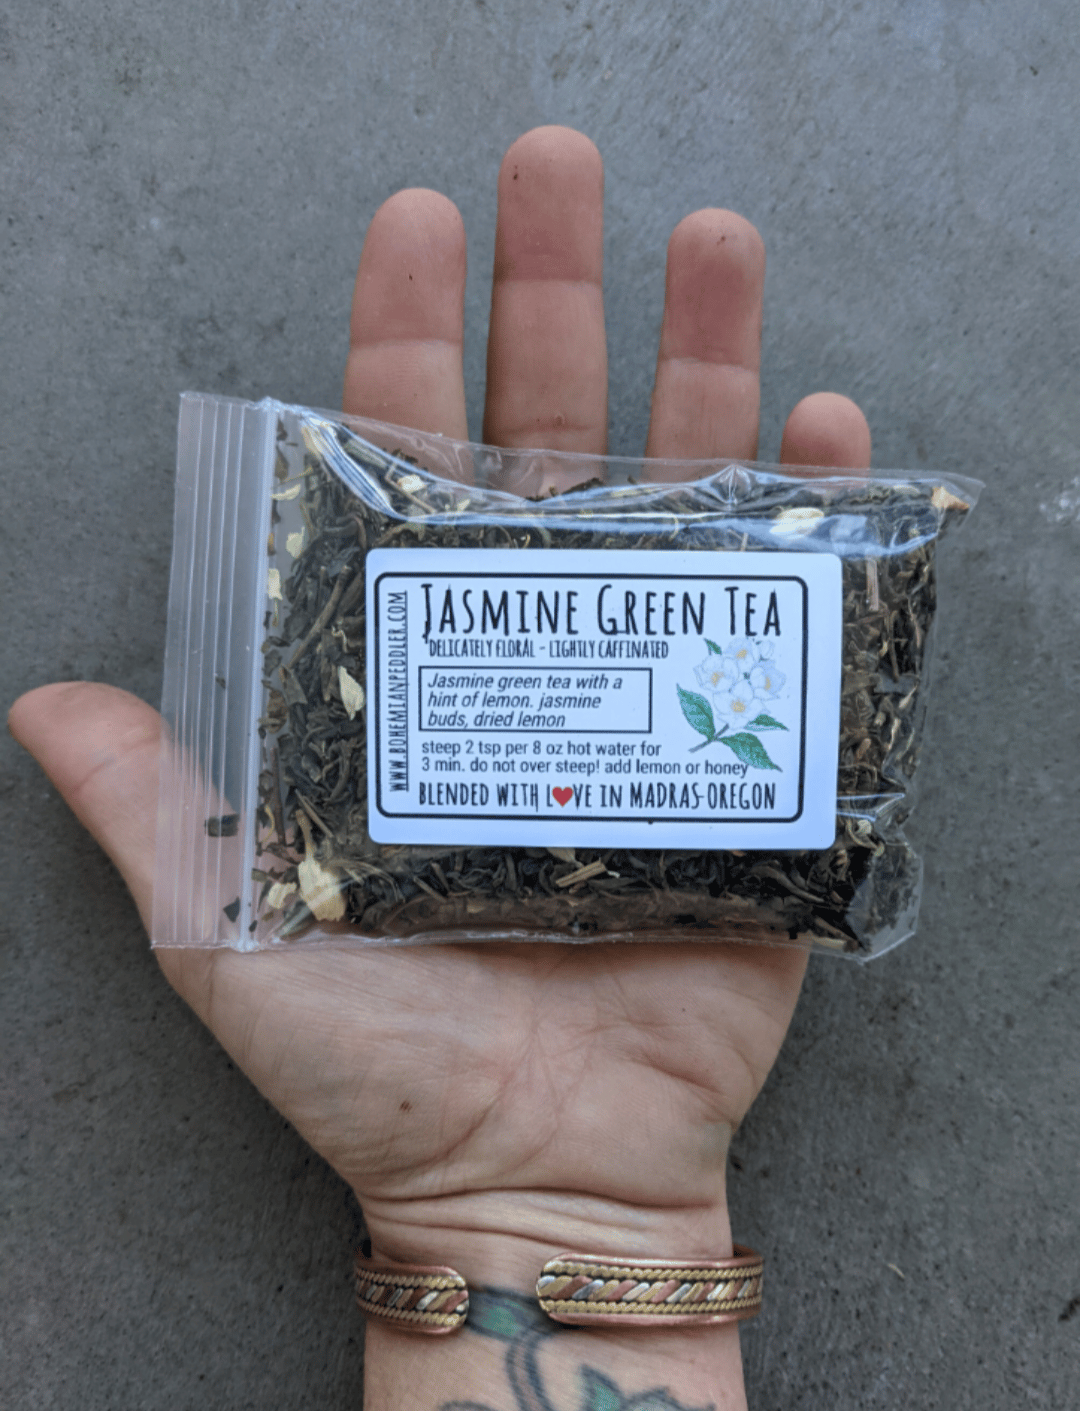 WWW.BOHEMIANPEDDLER.COM
JASMINE GREEN TEA
*DELICATELY FLORAL - LIGHTLY CAFFINATED
Jasmine green tea with a
hint of lemon. jasmine
buds, dried lemon
steep 2 tsp per 8 oz hot water for
3 min. do not over steep! add lemon or honey
BLENDED WITH L♥VE IN MADRAS-OREGON